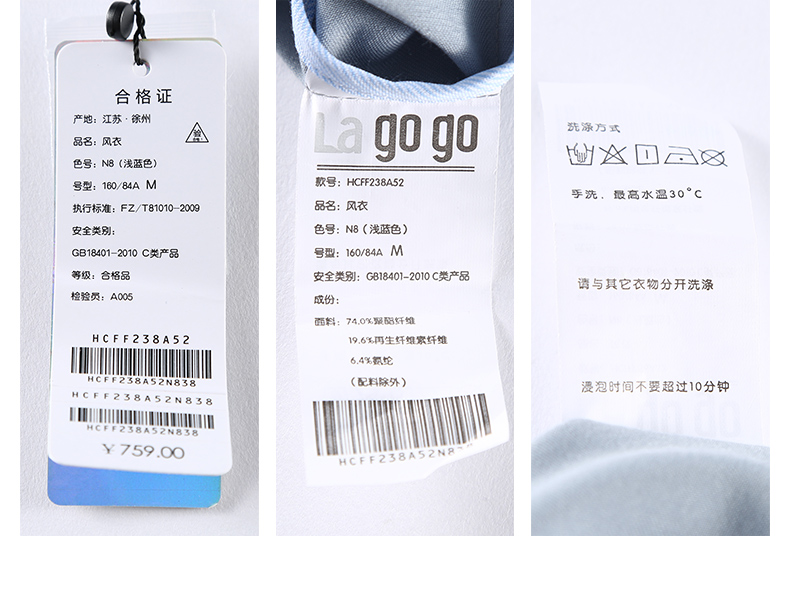 合格证
产地：江苏·徐州
品名：风衣
色号：N8（浅蓝色）
号型：160/84A M
执行标准：FZ/T81010-2009
安全类别：
GB18401-2010 C类产品
等级：合格品
检验员：A005
HCFF238A52
HCFF238A52N838
HCFF238A52N838
HCFF238A52N838
￥759.00
La go go
款号：HCFF238A52
品名：风衣
色号：N8（浅蓝色）
号型：160/84A M
安全类别：GB18401-2010 C类产品
成份：
面料：74.0%聚酯纤维
19.6%再生纤维素纤维
6.4%氨纶
（配料除外）
HCFF238A52N8
洗涤方式
手洗，最高水温30°C
请与其它衣物分开洗涤
浸泡时间不要超过10分钟